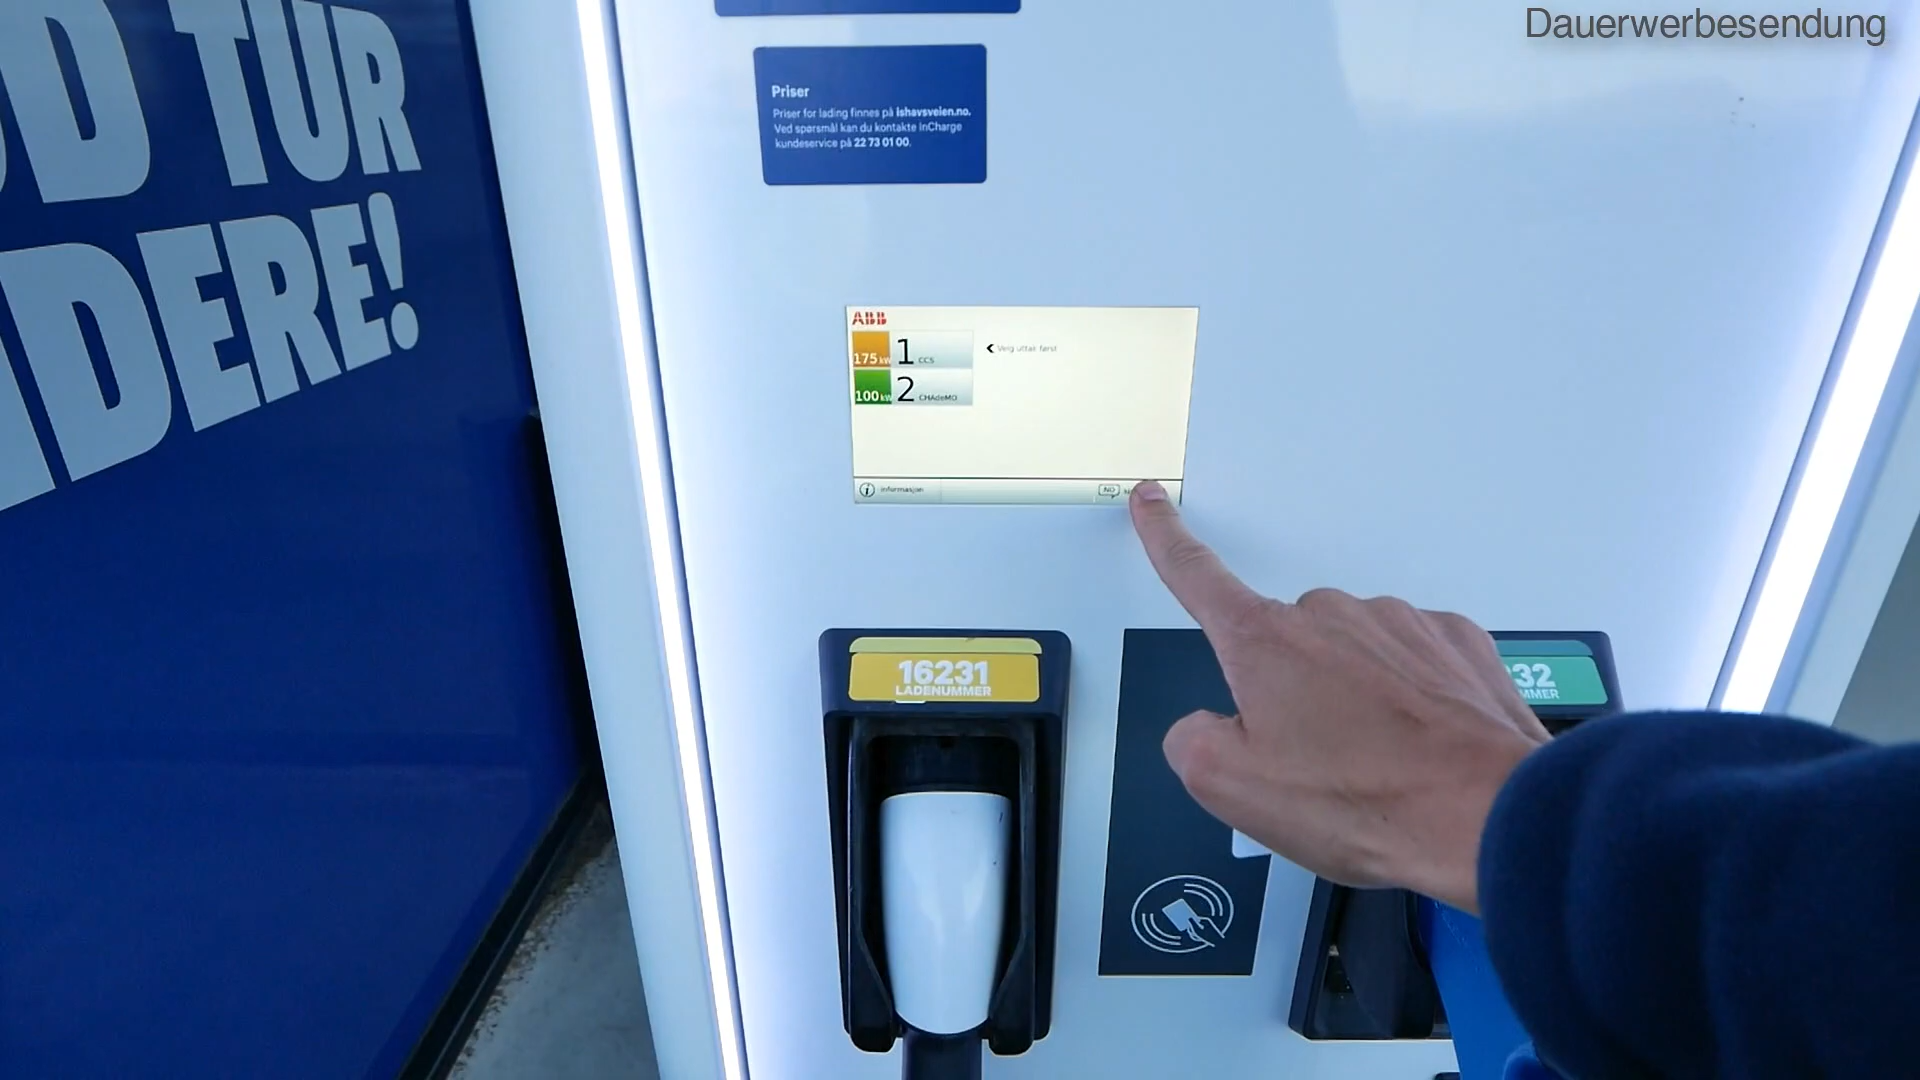 Dauerwerbesendung
D TUR
DERE!
Priser
Priser for lading finnes på Ishavsveien.no.
Ved spørsmål kan du kontakte InCharge
kundeservice på 22 73 01 00.
ABB
175 kW 1 CCS
Velg uttak først
100 kW 2 CHAdeMO
informasjon
NO
16231
LADENUMMER
32
MMER